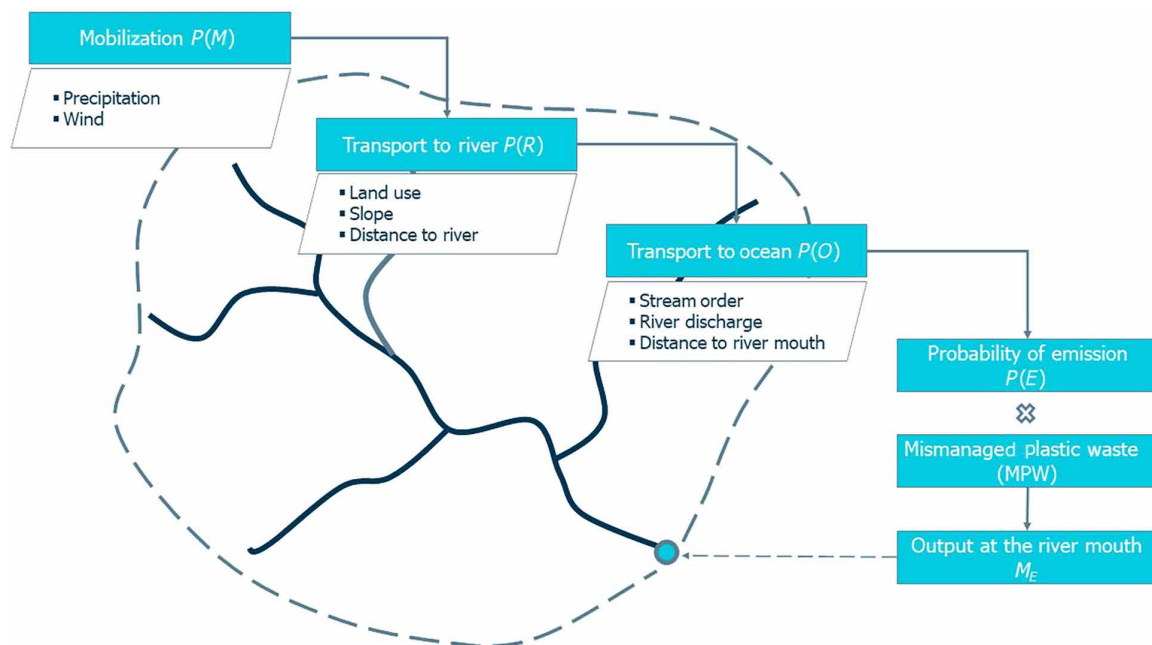 Mobilization P(M)
▪ Precipitation
▪ Wind
Transport to river P(R)
▪ Land use
▪ Slope
▪ Distance to river
Transport to ocean P(O)
▪ Stream order
▪ River discharge
▪ Distance to river mouth
Probability of emission
P(E)
Mismanaged plastic waste
(MPW)
Output at the river mouth
M_E